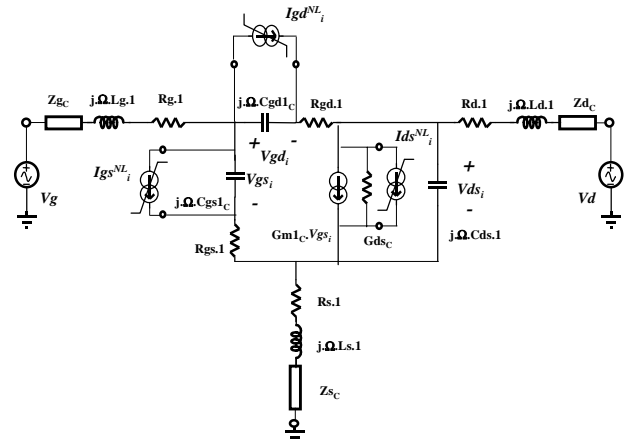 Igd^NL_i
Zg_C
j.Ω.Lg.1
Rg.1
j.Ω.Cgd1_C
Rgd.1
Rd.1
j.Ω.Ld.1
Zd_C
+ -
Vgd_i
Ids^NL_i
Igs^NL_i
Vgs_i
+
Vds_i
-
Vg
Vd
j.Ω.Cgs1_C
-
Rgs.1
Gm1_C.Vgs_i
Gds_C
j.Ω.Cds.1
Rs.1
j.Ω.Ls.1
Zs_C